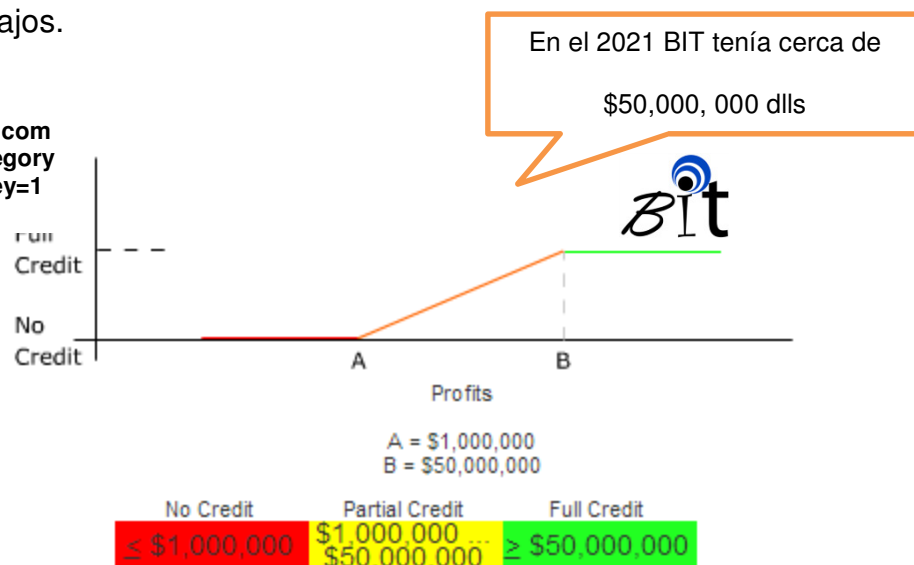 ajos.
En el 2021 BIT tenía cerca de
$50,000, 000 dlls
com
egory
ey=1
BIt
Full
Credit
No
Credit
A
B
Profits
A = $1,000,000
B = $50,000,000
No Credit
Partial Credit
Full Credit
≤ $1,000,000
$1,000,000 ...
$50,000,000
≥ $50,000,000